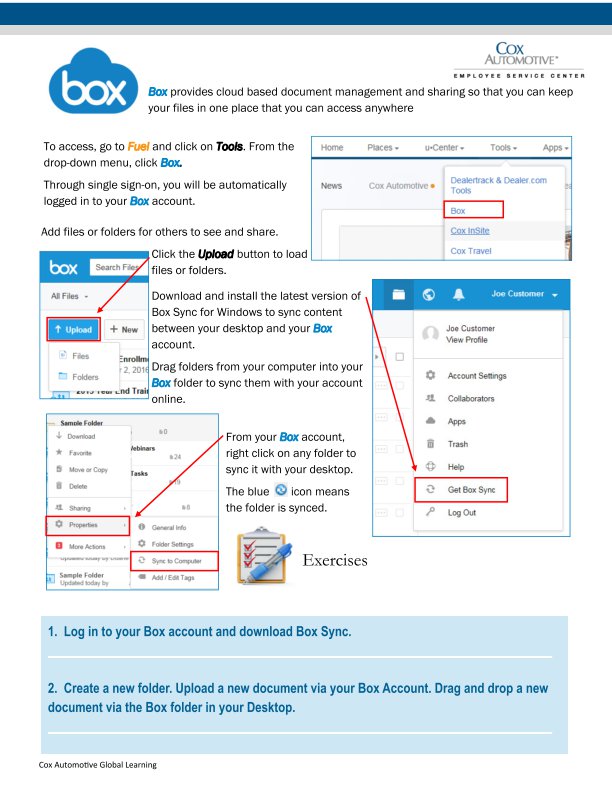 COX
AUTOMOTIVE™
EMPLOYEE SERVICE CENTER
box
Box provides cloud based document management and sharing so that you can keep
your files in one place that you can access anywhere
To access, go to Fuel and click on Tools. From the
drop-down menu, click Box.
Through single sign-on, you will be automatically
logged in to your Box account.
Home Places u•Center Tools Apps
News Cox Automotive
Dealertrack & Dealer.com
Tools
Box
Cox InSite
Cox Travel
Add files or folders for others to see and share.
box Search Files
All Files
Upload + New
Files
Folders
Enrollme
2, 2016
2015 Year End Train
Click the Upload button to load
files or folders.
Download and install the latest version of
Box Sync for Windows to sync content
between your desktop and your Box
account.
Drag folders from your computer into your
Box folder to sync them with your account
online.
Joe Customer
Joe Customer
View Profile
Account Settings
Collaborators
Apps
Trash
Help
Get Box Sync
Log Out
Sample Folder
Download
Favorite
Move or Copy
Delete
Sharing
Properties
More Actions
Webinars
24
Tasks
19
General Info
Folder Settings
Sync to Computer
Add / Edit Tags
Sample Folder
Updated today by
From your Box account,
right click on any folder to
sync it with your desktop.
The blue icon means
the folder is synced.
Exercises
1. Log in to your Box account and download Box Sync.
2. Create a new folder. Upload a new document via your Box Account. Drag and drop a new
document via the Box folder in your Desktop.
Cox Automotive Global Learning